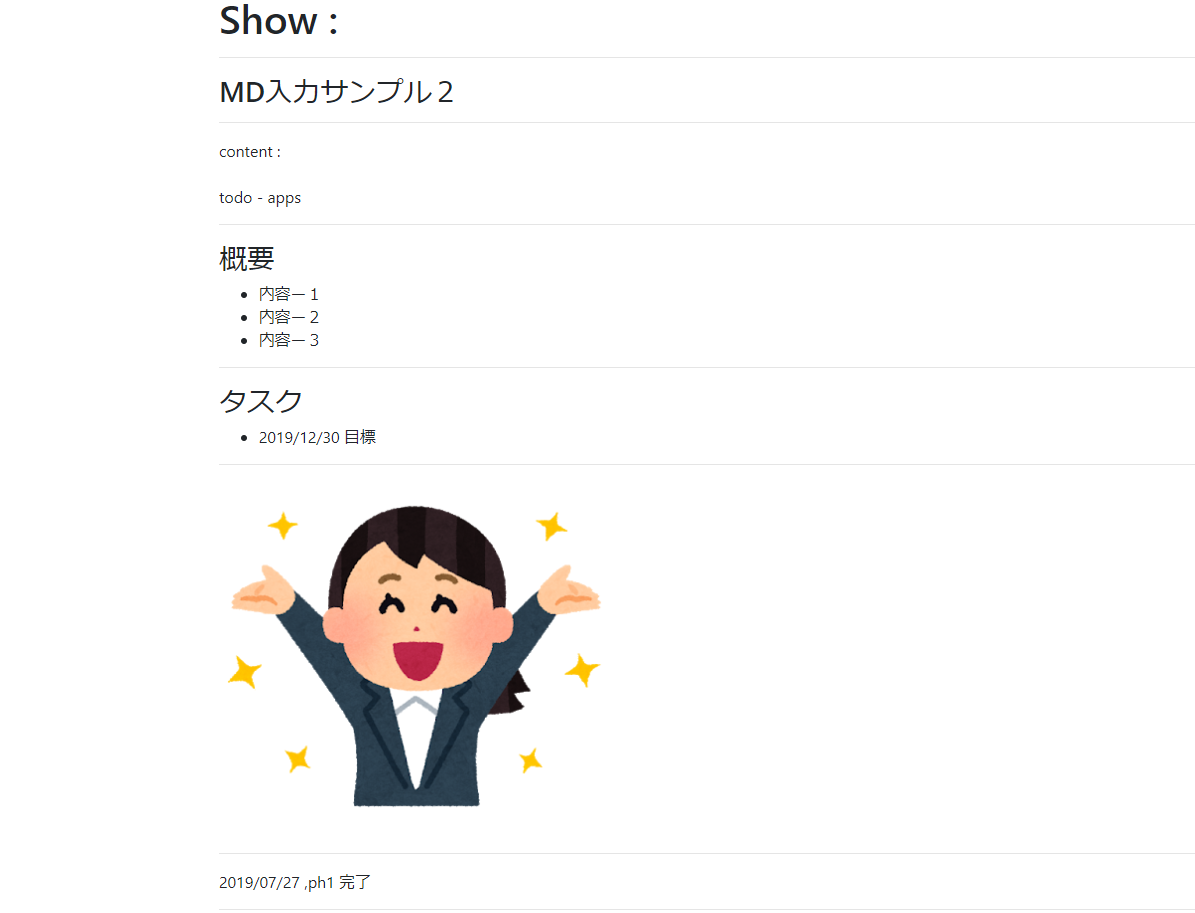 Show :
MD入力サンプル２
content :
todo - apps
概要
内容ー１
内容ー２
内容ー３
タスク
2019/12/30 目標
2019/07/27 ,ph1 完了